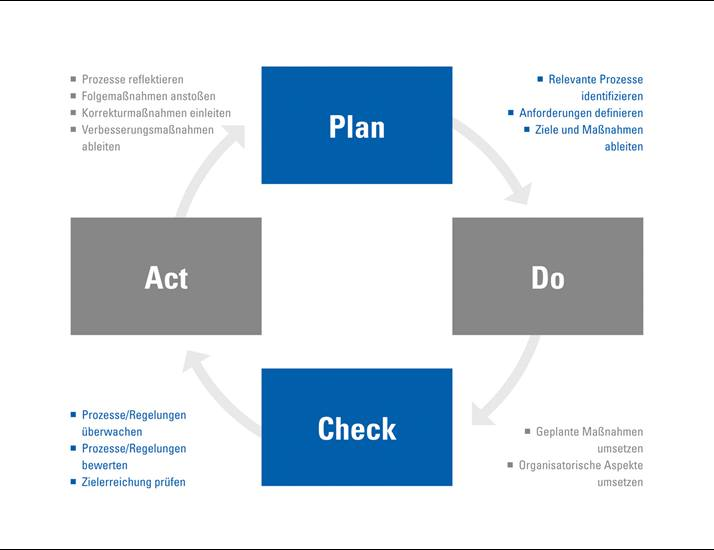 ■ Prozesse reflektieren
■ Folgemaßnahmen anstoßen
■ Korrekturmaßnahmen einleiten
■ Verbesserungsmaßnahmen
ableiten
Plan
■ Relevante Prozesse
identifizieren
■ Anforderungen definieren
■ Ziele und Maßnahmen
ableiten
Act
Do
■ Prozesse/Regelungen
überwachen
■ Prozesse/Regelungen
bewerten
■ Zielerreichung prüfen
Check
■ Geplante Maßnahmen
umsetzen
■ Organisatorische Aspekte
umsetzen